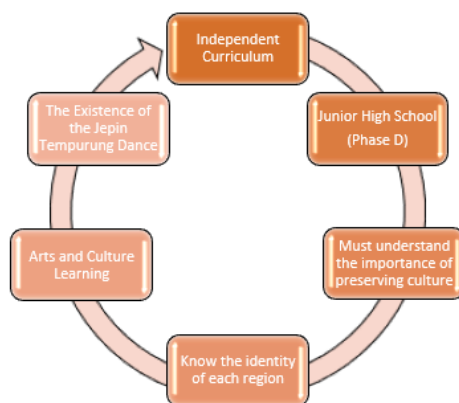 Independent
Curriculum
Junior High School
(Phase D)
Must understand
the importance of
preserving culture
Know the identity
of each region
Arts and Culture
Learning
The Existence of
the Jepin
Tempurung Dance